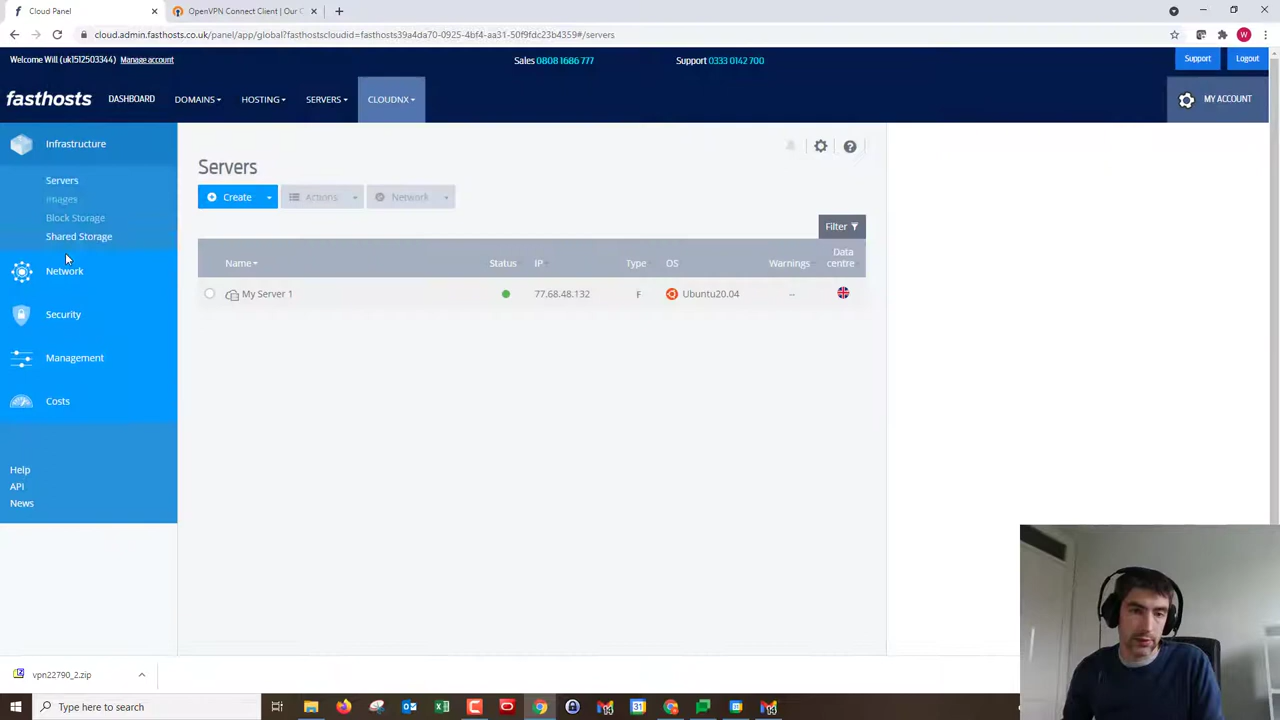 Cloud Panel
OpenVPN Connect Client | Our O
cloud.admin.fasthosts.co.uk/panel/app/global?fasthostscloudid=fasthosts39a4da70-0925-4bf4-aa31-50f9fdc23b4359#/servers
Welcome Will (uk1512503344) Manage account
Sales 0808 1686 777
Support 0333 0142 700
Support
Logout
fasthosts
DASHBOARD
DOMAINS
HOSTING
SERVERS
CLOUDNX
MY ACCOUNT
Infrastructure
Servers
Images
Block Storage
Shared Storage
Network
Security
Management
Costs
Help
API
News
Servers
Create
Actions
Network
Filter
Name
Status
IP
Type
OS
Warnings
Data centre
My Server 1
77.68.48.132
F
Ubuntu20.04
--
vpn22790_2.zip
Type here to search